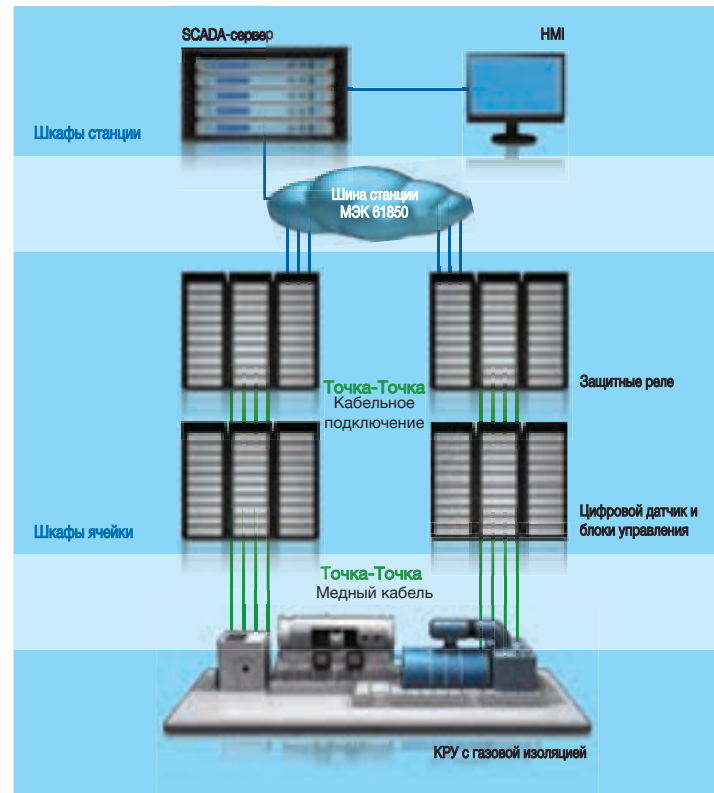 SCADA-сервер
HMI
Шкафы станции
Шина станции
МЭК 61850
Точка-Точка
Кабельное
подключение
Защитные реле
Цифровой датчик и
блоки управления
Шкафы ячейки
Точка-Точка
Медный кабель
КРУ с газовой изоляцией